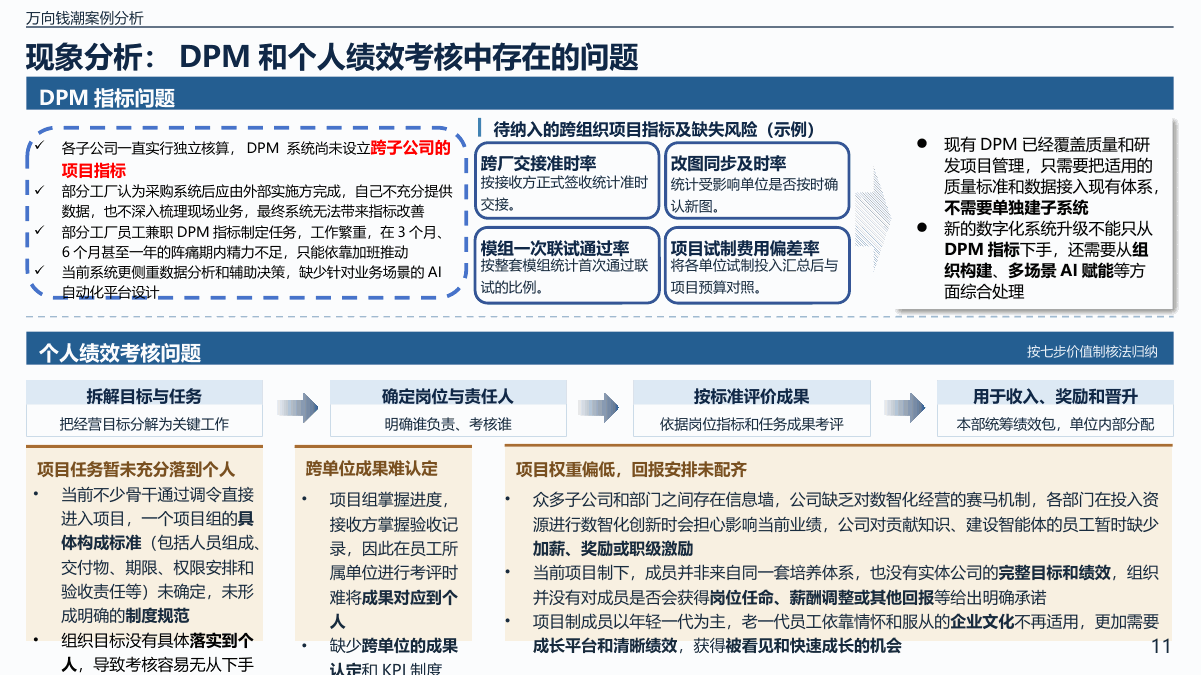 万向钱潮案例分析
现象分析： DPM 和个人绩效考核中存在的问题
DPM 指标问题
✓ 各子公司一直实行独立核算， DPM 系统尚未设立跨子公司的
项目指标
✓ 部分工厂认为采购系统后应由外部实施方完成，自己不充分提供
数据，也不深入梳理现场业务，最终系统无法带来指标改善
✓ 部分工厂员工兼职 DPM 指标制定任务，工作繁重，在 3 个月、
6 个月甚至一年的阵痛期内精力不足，只能依靠加班推动
✓ 当前系统更侧重数据分析和辅助决策，缺少针对业务场景的 AI
自动化平台设计
待纳入的跨组织项目指标及缺失风险（示例）
跨厂交接准时率
按接收方正式签收统计准时
交接。
改图同步及时率
统计受影响单位是否按时确
认新图。
模组一次联试通过率
按整套模组统计首次通过联
试的比例。
项目试制费用偏差率
将各单位试制投入汇总后与
项目预算对照。
● 现有 DPM 已经覆盖质量和研
发项目管理，只需要把适用的
质量标准和数据接入现有体系，
不需要单独建子系统
● 新的数字化系统升级不能只从
DPM 指标下手，还需要从组
织构建、多场景 AI 赋能等方
面综合处理
个人绩效考核问题
按七步价值制核法归纳
拆解目标与任务
把经营目标分解为关键工作
确定岗位与责任人
明确谁负责、考核谁
按标准评价成果
依据岗位指标和任务成果考评
用于收入、奖励和晋升
本部统筹绩效包，单位内部分配
项目任务暂未充分落到个人
• 当前不少骨干通过调令直接
进入项目，一个项目组的具
体构成标准（包括人员组成、
交付物、期限、权限安排和
验收责任等）未确定，未形
成明确的制度规范
• 组织目标没有具体落实到个
人，导致考核容易无从下手
跨单位成果难认定
• 项目组掌握进度，
接收方掌握验收记
录，因此在员工所
属单位进行考评时
难将成果对应到个
人
• 缺少跨单位的成果
认定和 KPI 制度
项目权重偏低，回报安排未配齐
• 众多子公司和部门之间存在信息墙，公司缺乏对数智化经营的赛马机制，各部门在投入资
源进行数智化创新时会担心影响当前业绩，公司对贡献知识、建设智能体的员工暂时缺少
加薪、奖励或职级激励
• 当前项目制下，成员并非来自同一套培养体系，也没有实体公司的完整目标和绩效，组织
并没有对成员是否会获得岗位任命、薪酬调整或其他回报等给出明确承诺
• 项目制成员以年轻一代为主，老一代员工依靠情怀和服从的企业文化不再适用，更加需要
成长平台和清晰绩效，获得被看见和快速成长的机会
11